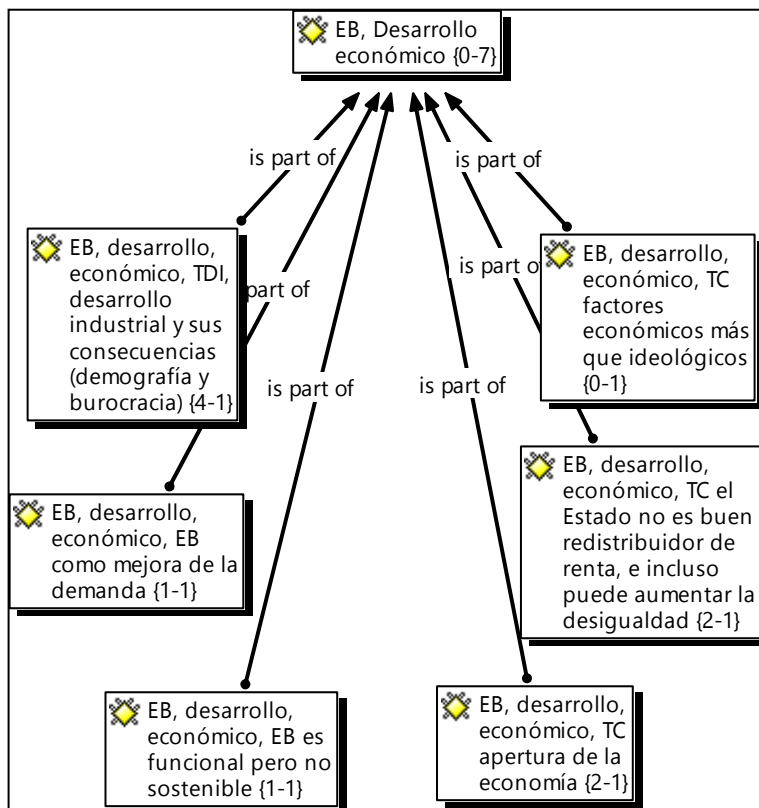 EB, Desarrollo
económico {0-7}
is part of
is part of
EB, desarrollo,
económico, TDI,
desarrollo
industrial y sus
consecuencias
(demografía y
burocracia) {4-1}
part of
is part of
is part of
EB, desarrollo,
económico, TC
factores
económicos más
que ideológicos
{0-1}
EB, desarrollo,
económico, EB
como mejora de la
demanda {1-1}
EB, desarrollo,
económico, TC el
Estado no es buen
redistribuidor de
renta, e incluso
puede aumentar la
desigualdad {2-1}
EB, desarrollo,
económico, EB es
funcional pero no
sostenible {1-1}
EB, desarrollo,
económico, TC
apertura de la
economía {2-1}